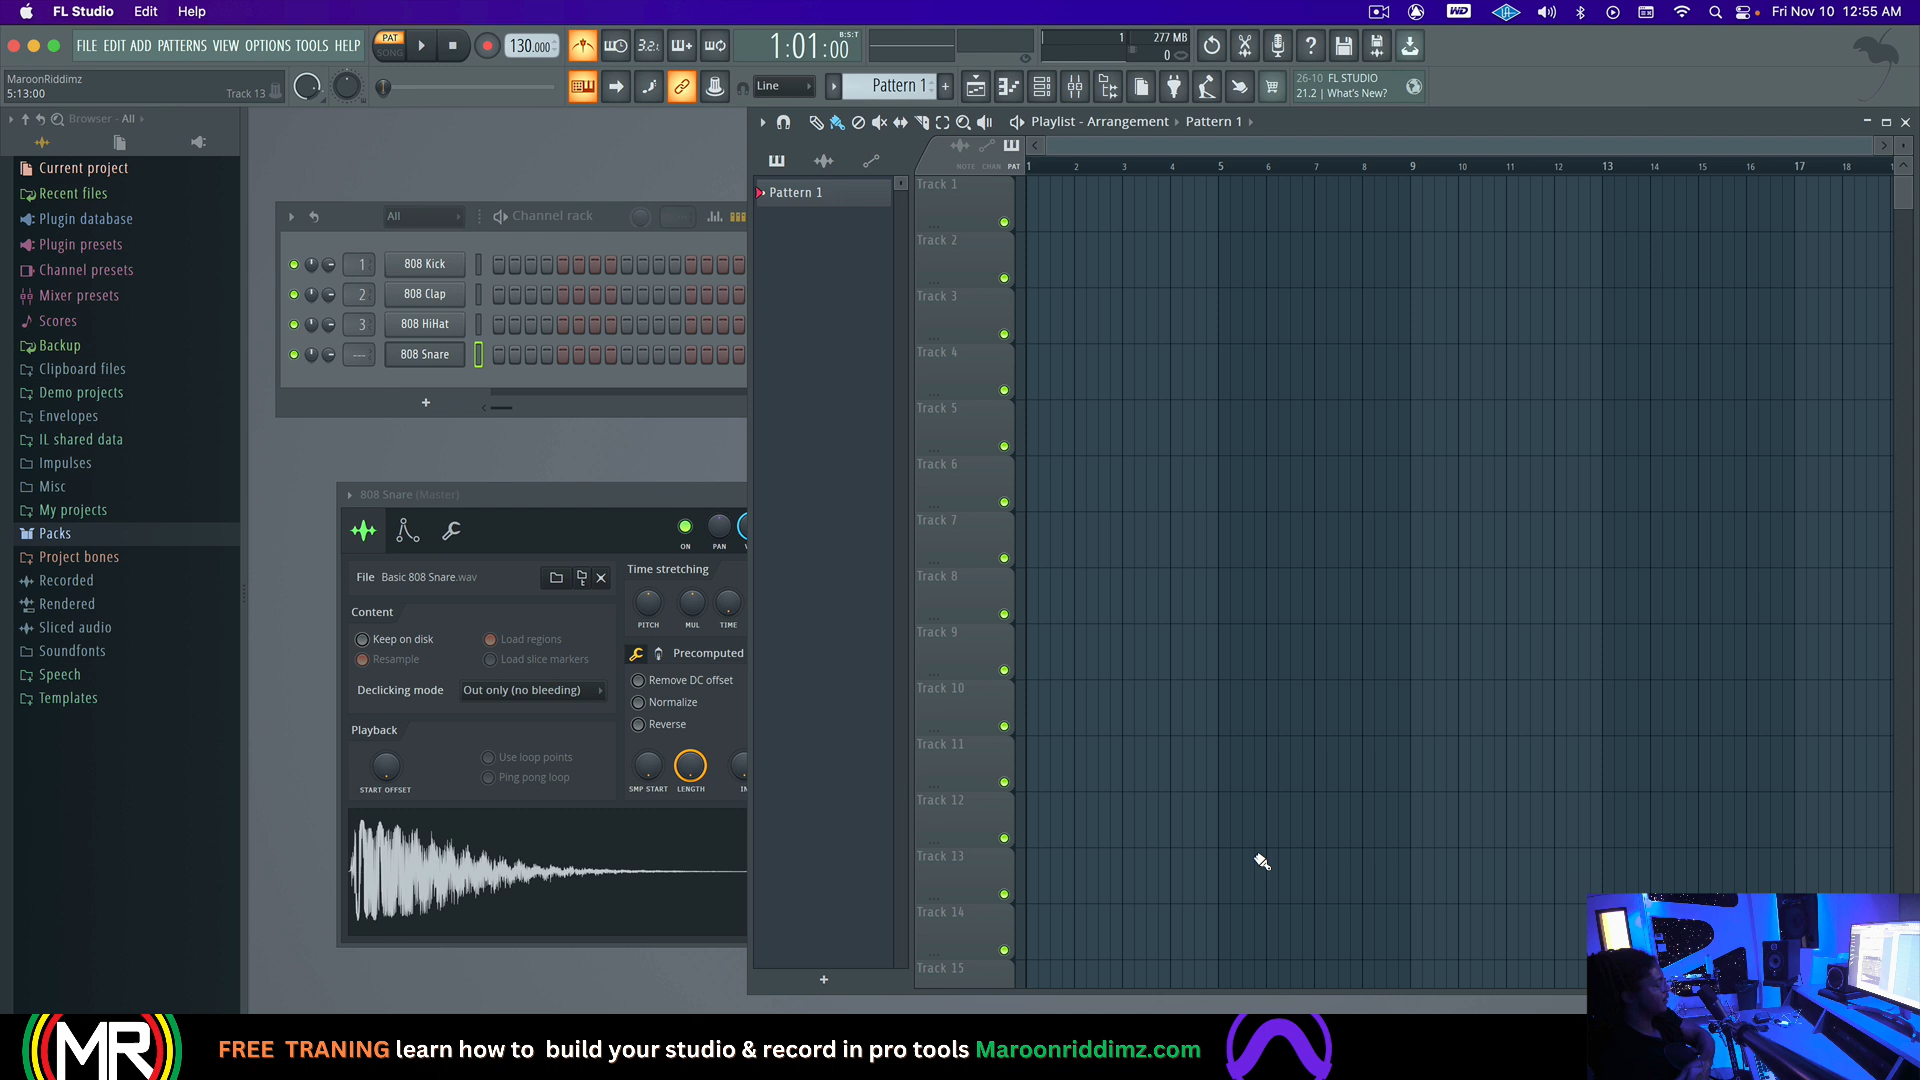 FL Studio Edit Help
Fri Nov 10 12:55 AM
FILE EDIT ADD PATTERNS VIEW OPTIONS TOOLS HELP
PAT
SONG
130.000
3.2.
1:01:00
B:S:T
1
277 MB
0
MaroonRiddimz
5:13:00
Track 13
Line
Pattern 1
26-10 FL STUDIO
21.2 | What's New?
Browser - All
Current project
Recent files
Plugin database
Plugin presets
Channel presets
Mixer presets
Scores
Backup
Clipboard files
Demo projects
Envelopes
IL shared data
Impulses
Misc
My projects
Packs
Project bones
Recorded
Rendered
Sliced audio
Soundfonts
Speech
Templates
All
Channel rack
1 808 Kick
2 808 Clap
3 808 HiHat
--- 808 Snare
808 Snare (Master)
ON PAN
File Basic 808 Snare.wav
Content
Keep on disk
Load regions
Resample
Load slice markers
Declicking mode Out only (no bleeding)
Playback
Use loop points
Ping pong loop
START OFFSET
Time stretching
PITCH MUL TIME
Precomputed
Remove DC offset
Normalize
Reverse
SMP START LENGTH
Playlist - Arrangement Pattern 1
NOTE CHAN PAT
1 2 3 4 5 6 7 8 9 10 11 12 13 14 15 16 17 18
Pattern 1
Track 1
Track 2
Track 3
Track 4
Track 5
Track 6
Track 7
Track 8
Track 9
Track 10
Track 11
Track 12
Track 13
Track 14
Track 15
MR
FREE TRANING learn how to build your studio & record in pro tools Maroonriddimz.com